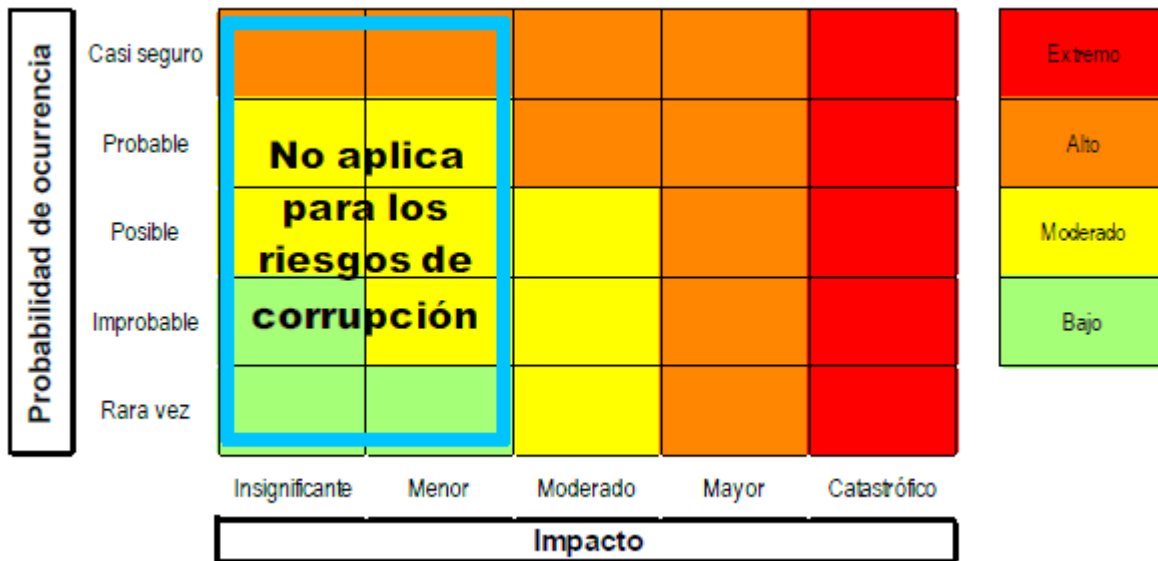 Probabilidad de ocurrencia
Casi seguro
Probable
Posible
Improbable
Rara vez
No aplica
para los
riesgos de
corrupción
Extremo
Alto
Moderado
Bajo
Insignificante
Menor
Moderado
Mayor
Catastrófico
Impacto